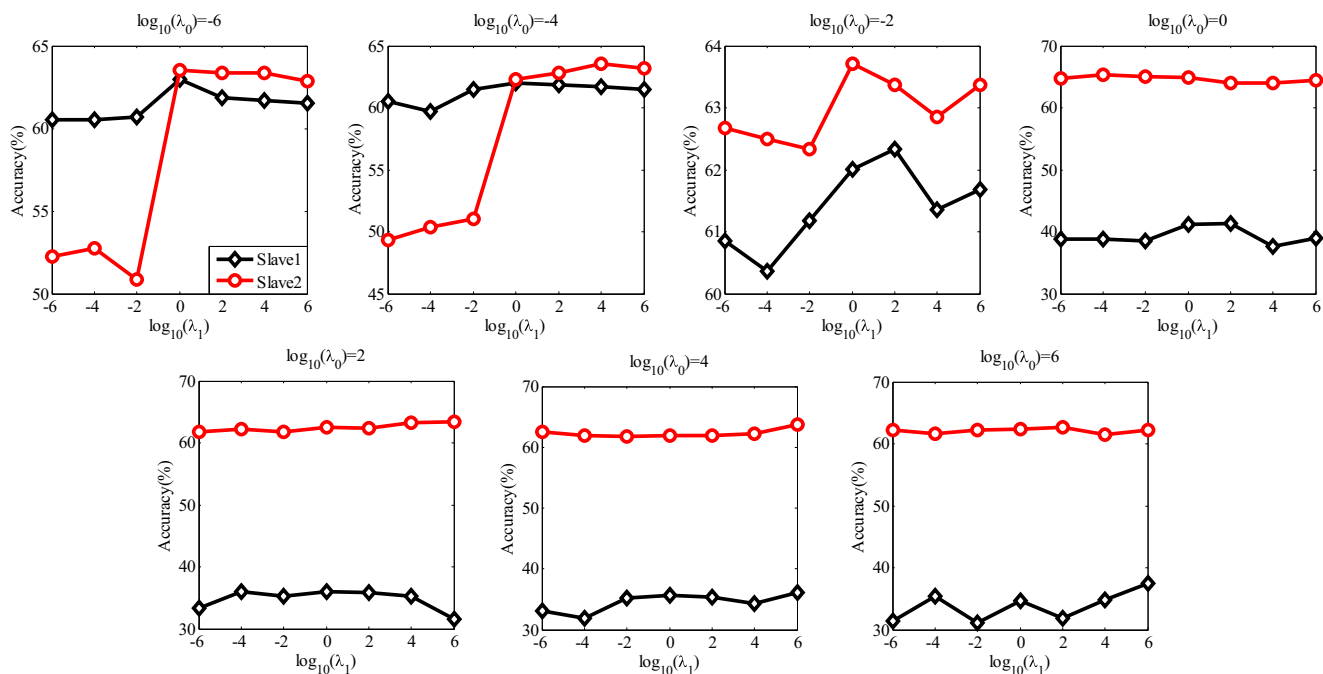 log10(λ0)=-6
65
60
55
50
Accuracy(%)
-6 -4 -2 0 2 4 6
log10(λ1)
Slave1
Slave2
log10(λ0)=-4
65
60
55
50
45
Accuracy(%)
-6 -4 -2 0 2 4 6
log10(λ1)
log10(λ0)=-2
64
63
62
61
60
Accuracy(%)
-6 -4 -2 0 2 4 6
log10(λ1)
log10(λ0)=0
70
60
50
40
30
Accuracy(%)
-6 -4 -2 0 2 4 6
log10(λ1)
log10(λ0)=2
70
60
50
40
30
Accuracy(%)
-6 -4 -2 0 2 4 6
log10(λ1)
log10(λ0)=4
70
60
50
40
30
Accuracy(%)
-6 -4 -2 0 2 4 6
log10(λ1)
log10(λ0)=6
70
60
50
40
30
Accuracy(%)
-6 -4 -2 0 2 4 6
log10(λ1)